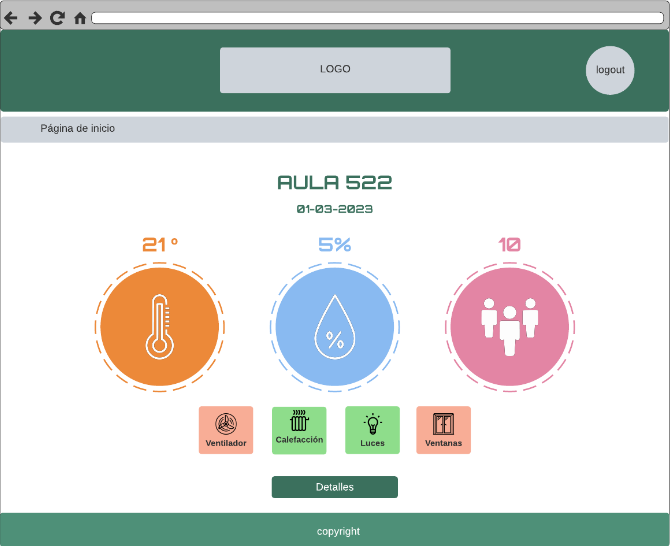 LOGO
logout
Página de inicio
AULA 522
01-03-2023
21 º
5%
10
%
Ventilador
Calefacción
Luces
Ventanas
Detalles
copyright